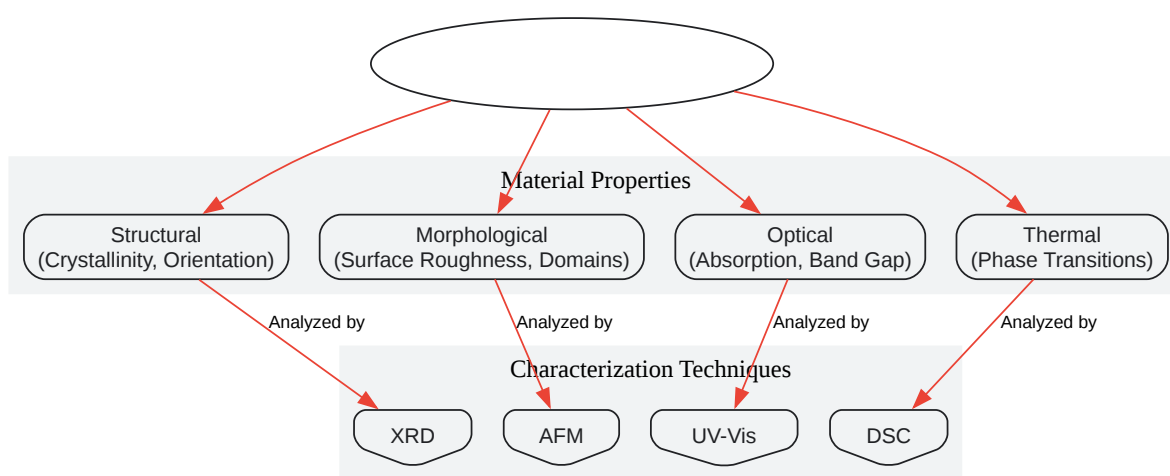 Material Properties
Structural
(Crystallinity, Orientation)
Morphological
(Surface Roughness, Domains)
Optical
(Absorption, Band Gap)
Thermal
(Phase Transitions)
Analyzed by
Analyzed by
Analyzed by
Analyzed by
Characterization Techniques
XRD
AFM
UV-Vis
DSC